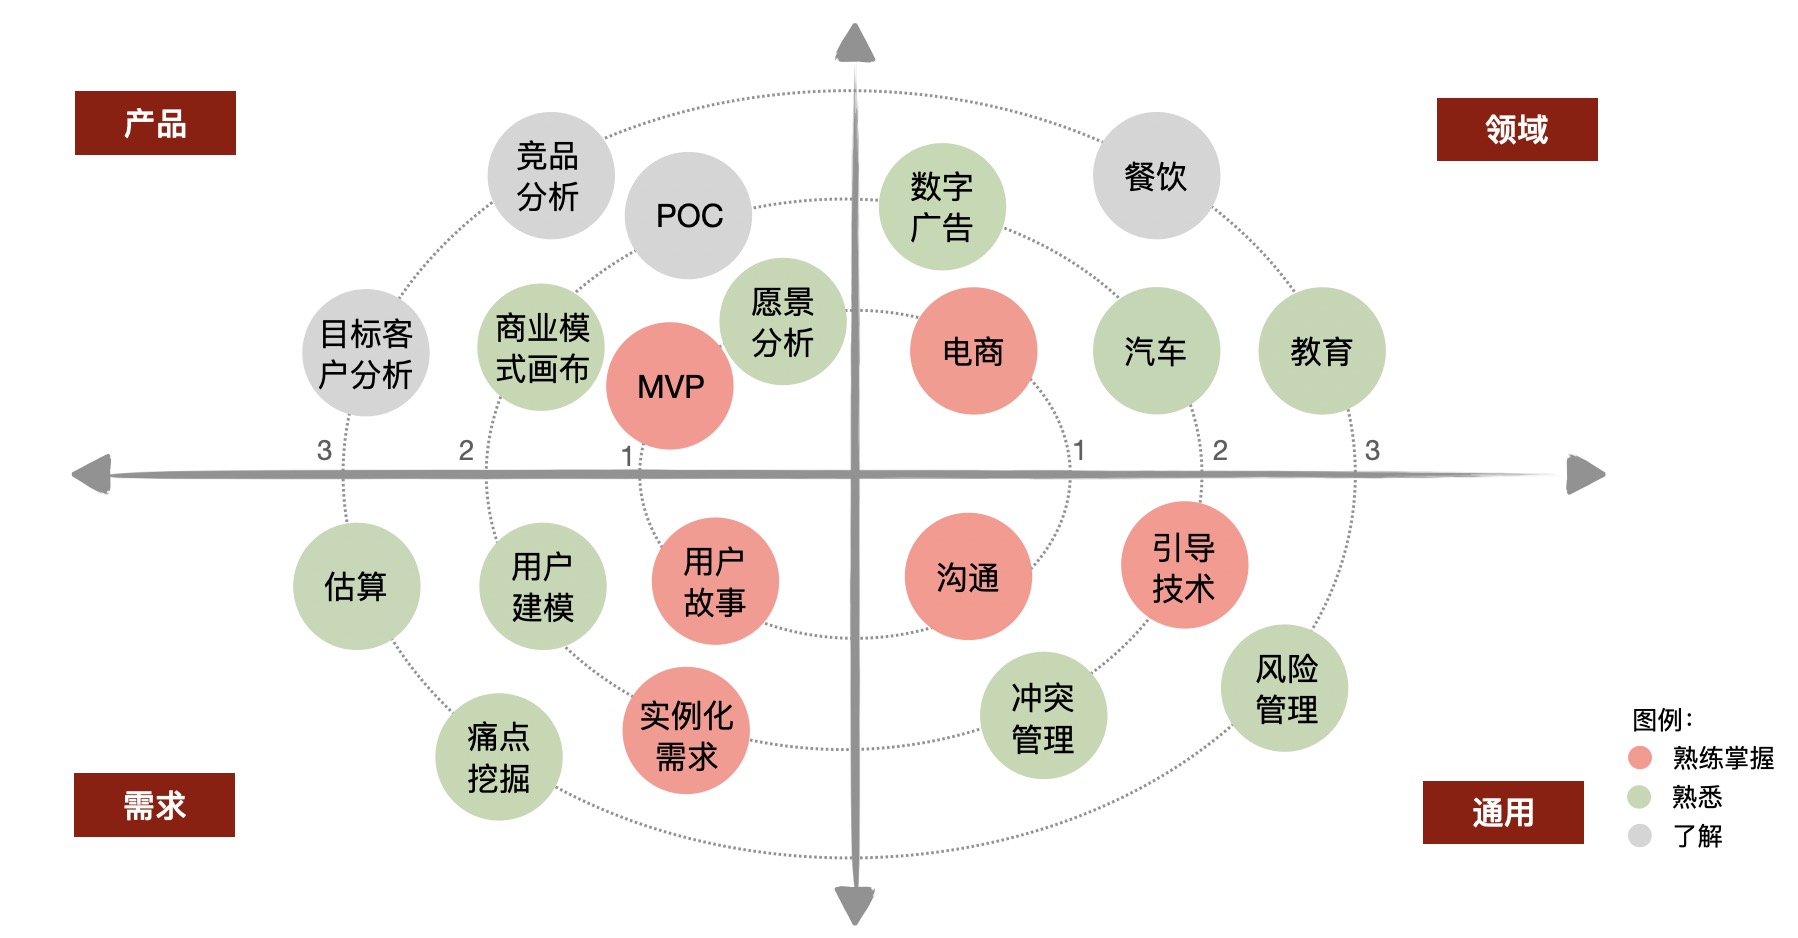 产品
领域
竞品
分析
POC
数字
广告
餐饮
愿景
分析
目标客
户分析
商业模
式画布
MVP
电商
汽车
教育
3
2
1
1
2
3
估算
用户
建模
用户
故事
沟通
引导
技术
痛点
挖掘
实例化
需求
冲突
管理
风险
管理
需求
通用
图例：
熟练掌握
熟悉
了解